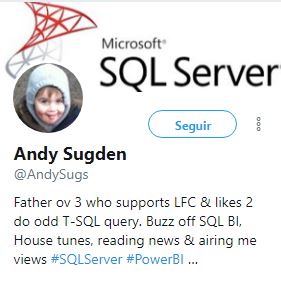 Microsoft®
SQL Server
Seguir
Andy Sugden
@AndySugs
Father ov 3 who supports LFC & likes 2
do odd T-SQL query. Buzz off SQL BI,
House tunes, reading news & airing me
views #SQLServer #PowerBI ...